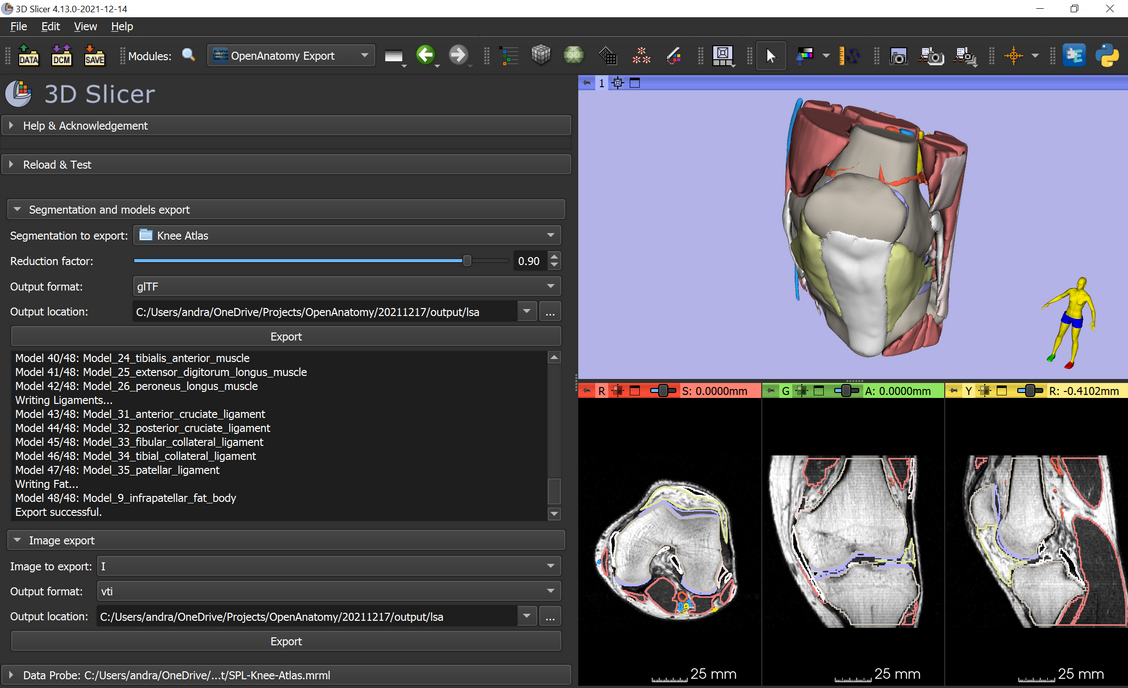 3D Slicer 4.13.0-2021-12-14
File Edit View Help
DATA DCM SAVE Modules: OpenAnatomy Export
3D Slicer
Help & Acknowledgement
Reload & Test
Segmentation and models export
Segmentation to export: Knee Atlas
Reduction factor: 0.90
Output format: glTF
Output location: C:/Users/andra/OneDrive/Projects/OpenAnatomy/20211217/output/lsa ...
Export
Model 40/48: Model_24_tibialis_anterior_muscle
Model 41/48: Model_25_extensor_digitorum_longus_muscle
Model 42/48: Model_26_peroneus_longus_muscle
Writing Ligaments...
Model 43/48: Model_31_anterior_cruciate_ligament
Model 44/48: Model_32_posterior_cruciate_ligament
Model 45/48: Model_33_fibular_collateral_ligament
Model 46/48: Model_34_tibial_collateral_ligament
Model 47/48: Model_35_patellar_ligament
Writing Fat...
Model 48/48: Model_9_infrapatellar_fat_body
Export successful.
Image export
Image to export: I
Output format: vti
Output location: C:/Users/andra/OneDrive/Projects/OpenAnatomy/20211217/output/lsa ...
Export
Data Probe: C:/Users/andra/OneDrive/...t/SPL-Knee-Atlas.mrml
1
R S: 0.0000mm
G A: 0.0000mm
Y R: -0.4102mm
25 mm
25 mm
25 mm